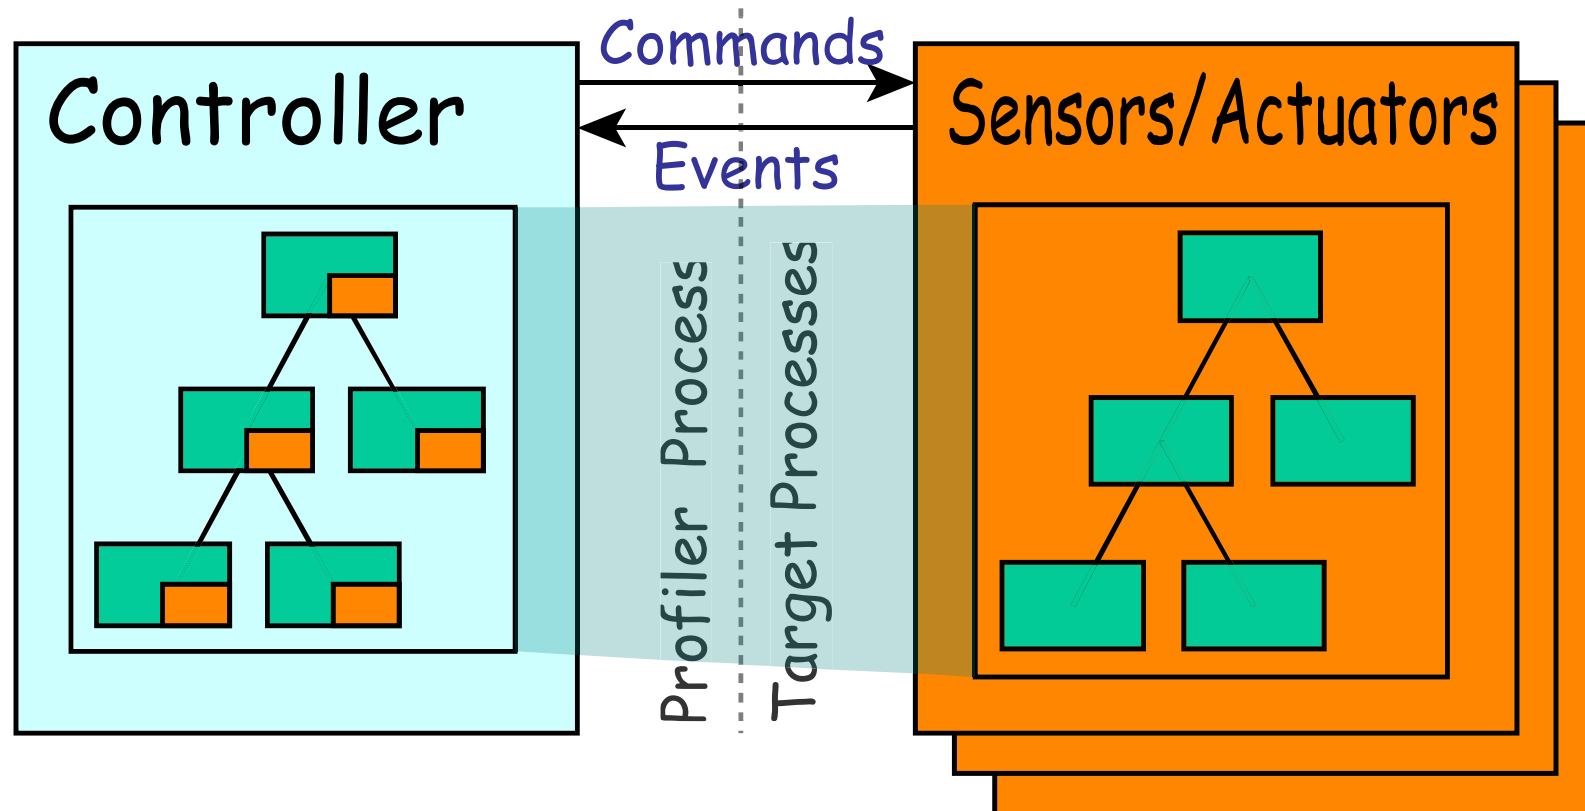 Commands
Controller
Sensors/Actuators
Events
Profiler Process
Target Processes